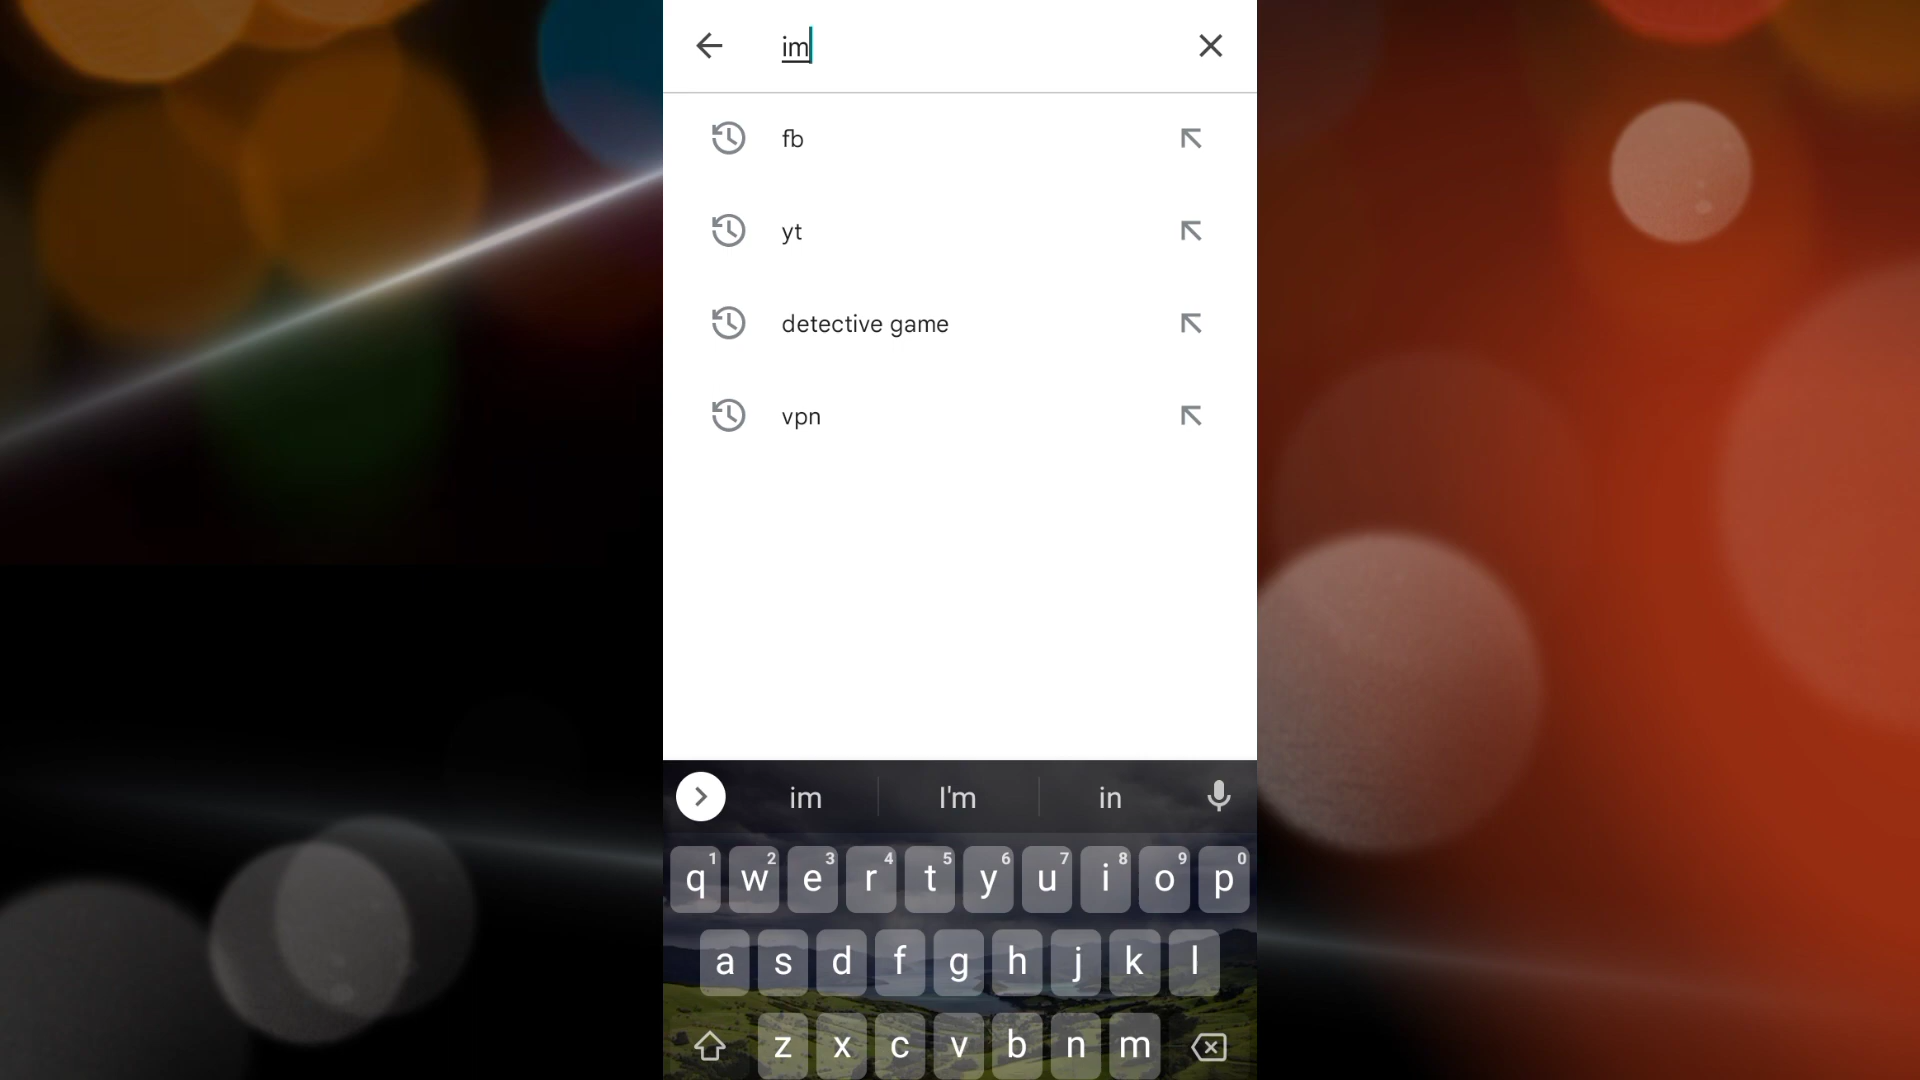 im
fb
yt
detective game
vpn
im I'm in
1 2 3 4 5 6 7 8 9 0
q w e r t y u i o p
a s d f g h j k l
z x c v b n m